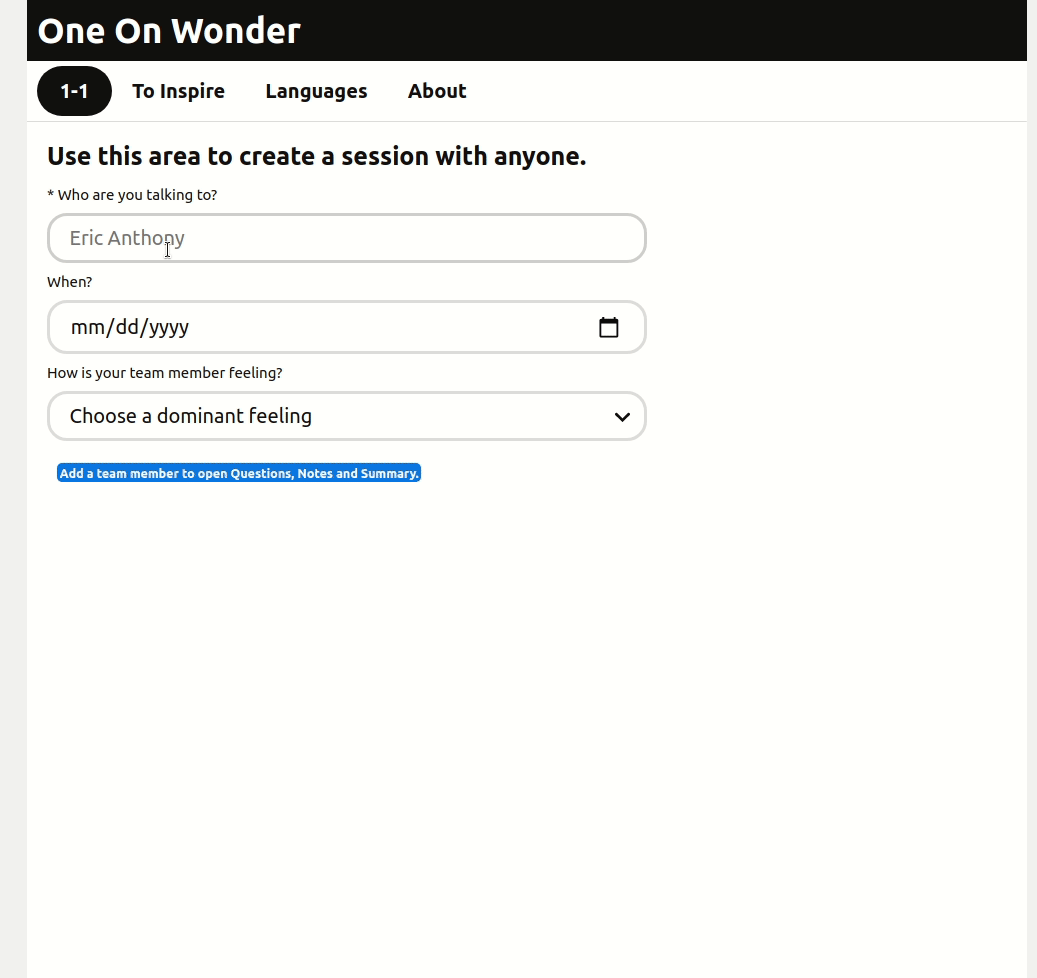 One On Wonder
1-1 To Inspire Languages About
Use this area to create a session with anyone.
* Who are you talking to?
Eric Anthony
When?
mm/dd/yyyy
How is your team member feeling?
Choose a dominant feeling
Add a team member to open Questions, Notes and Summary.